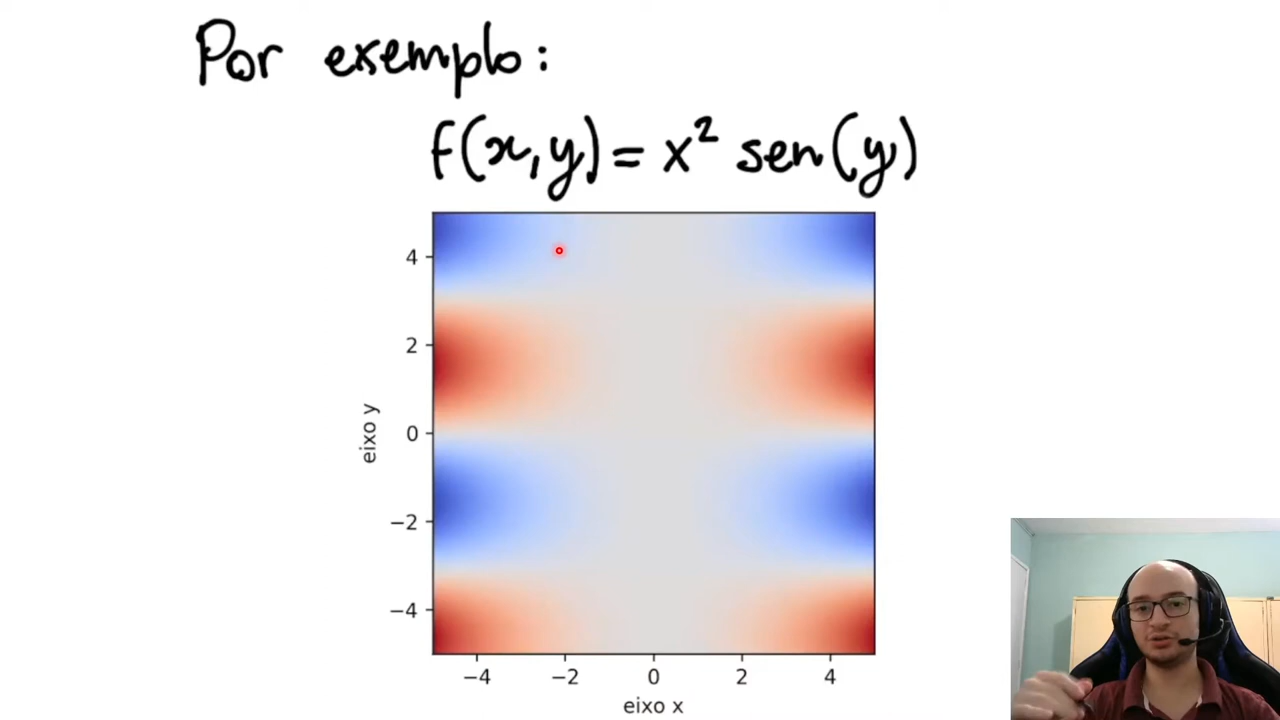 Por exemplo:
f(x,y) = x² sen(y)
4
2
0
−2
−4
eixo y
−4 −2 0 2 4
eixo x